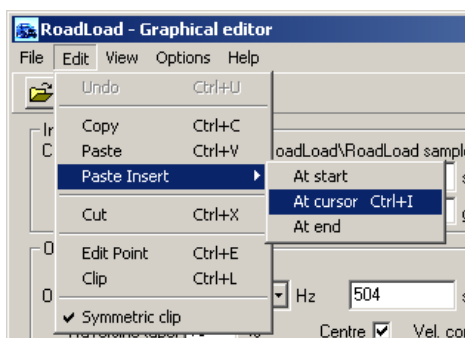 RoadLoad - Graphical editor
File Edit View Options Help
Undo Ctrl+U
Copy Ctrl+C
Paste Ctrl+V
oadLoad\RoadLoad sampl
Paste Insert
At start
At cursor Ctrl+I
At end
Cut Ctrl+X
Edit Point Ctrl+E
Clip Ctrl+L
Hz 504
Symmetric clip
Centre Vel. co